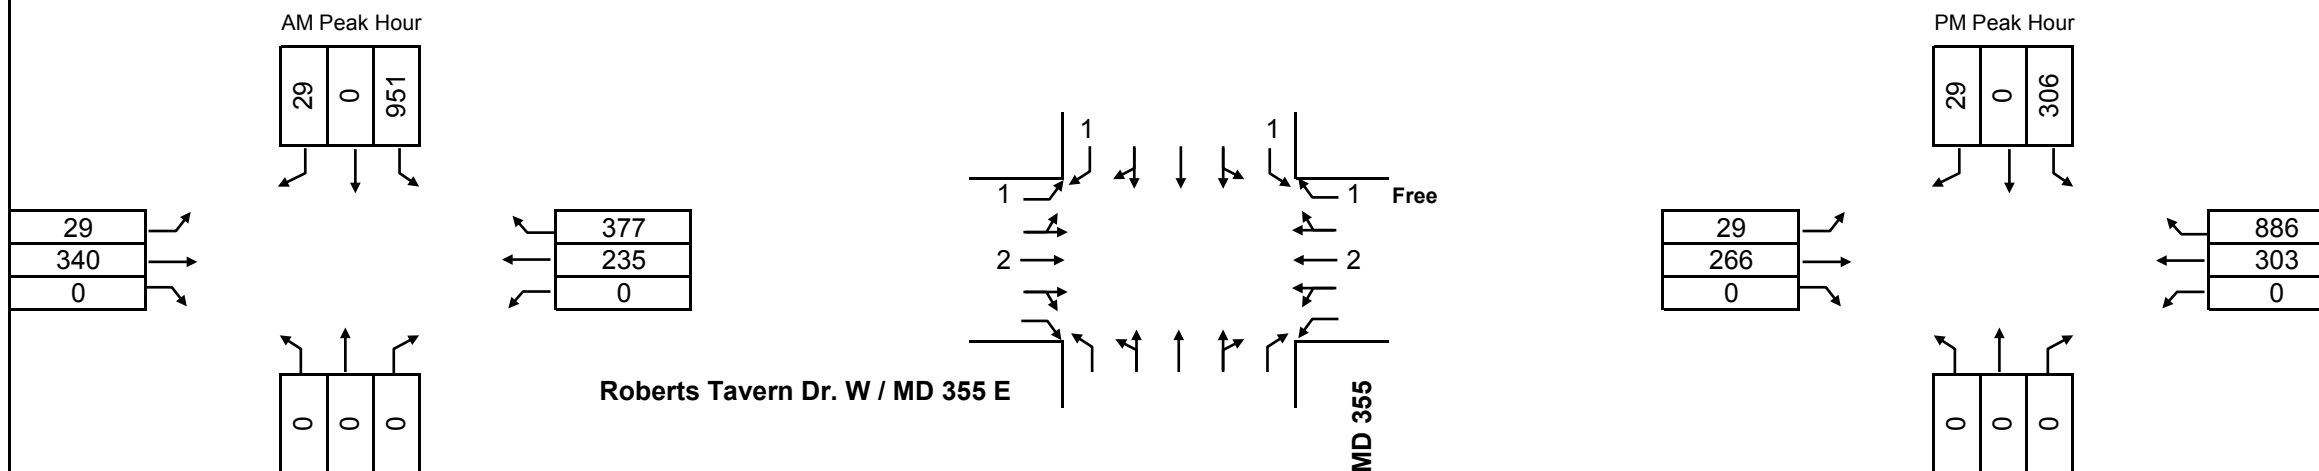 AM Peak Hour
29 0 951
29
340
0
377
235
0
0 0 0
1 1
1
1 Free
2
2
Roberts Tavern Dr. W / MD 355 E
MD 355
PM Peak Hour
29 0 306
29
266
0
886
303
0
0 0 0